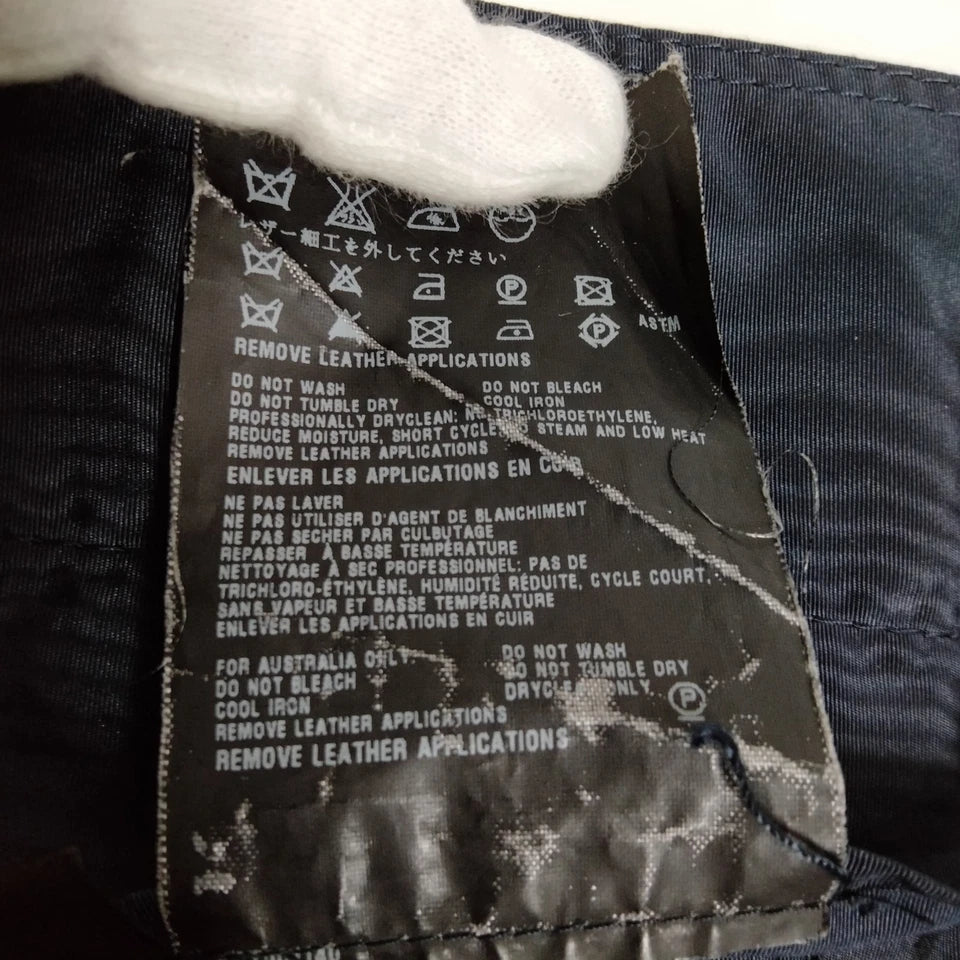 レザー細工を外してください
ASTM
REMOVE LEATHER APPLICATIONS
DO NOT WASH DO NOT BLEACH
DO NOT TUMBLE DRY COOL IRON
PROFESSIONALLY DRYCLEAN: NO TRICHLOROETHYLENE,
REDUCE MOISTURE, SHORT CYCLE, NO STEAM AND LOW HEAT
REMOVE LEATHER APPLICATIONS
ENLEVER LES APPLICATIONS EN CUIR
NE PAS LAVER
NE PAS UTILISER D'AGENT DE BLANCHIMENT
NE PAS SECHER PAR CULBUTAGE
REPASSER À BASSE TEMPÉRATURE
NETTOYAGE À SEC PROFESSIONNEL: PAS DE
TRICHLORO-ÉTHYLÈNE, HUMIDITÉ RÉDUITE, CYCLE COURT,
SANS VAPEUR ET BASSE TEMPÉRATURE
ENLEVER LES APPLICATIONS EN CUIR
FOR AUSTRALIA ONLY DO NOT WASH
DO NOT BLEACH DO NOT TUMBLE DRY
COOL IRON DRYCLEAN ONLY P
REMOVE LEATHER APPLICATIONS
REMOVE LEATHER APPLICATIONS